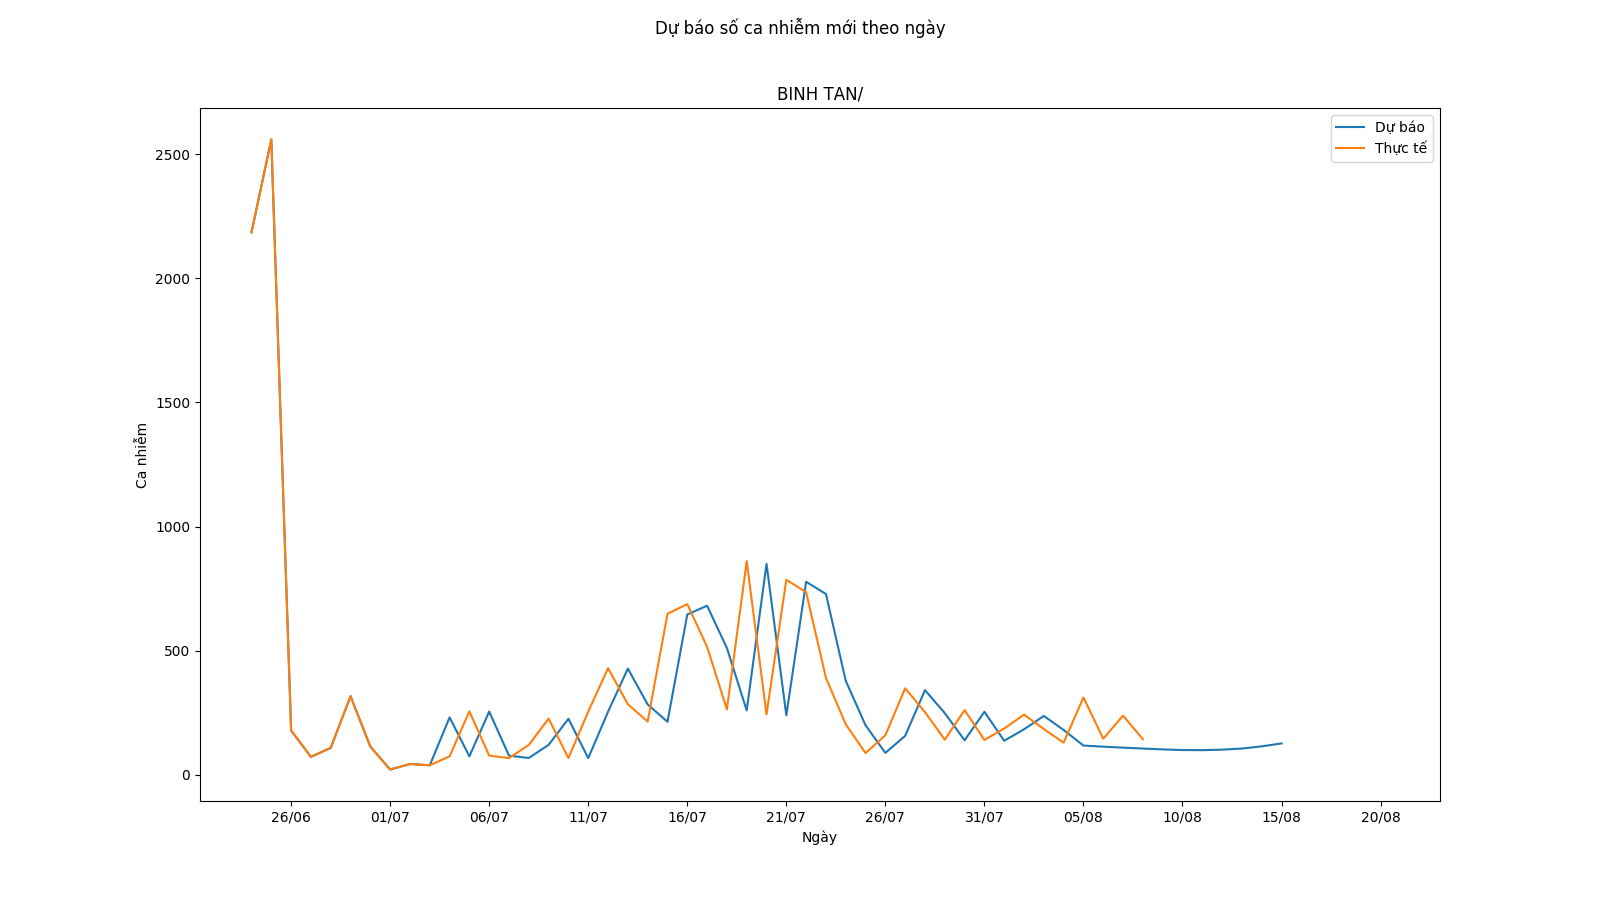 Dự báo số ca nhiễm mới theo ngày
BINH TAN/
Dự báo
Thực tế
2500
2000
1500
1000
500
0
Ca nhiễm
26/06 01/07 06/07 11/07 16/07 21/07 26/07 31/07 05/08 10/08 15/08 20/08
Ngày